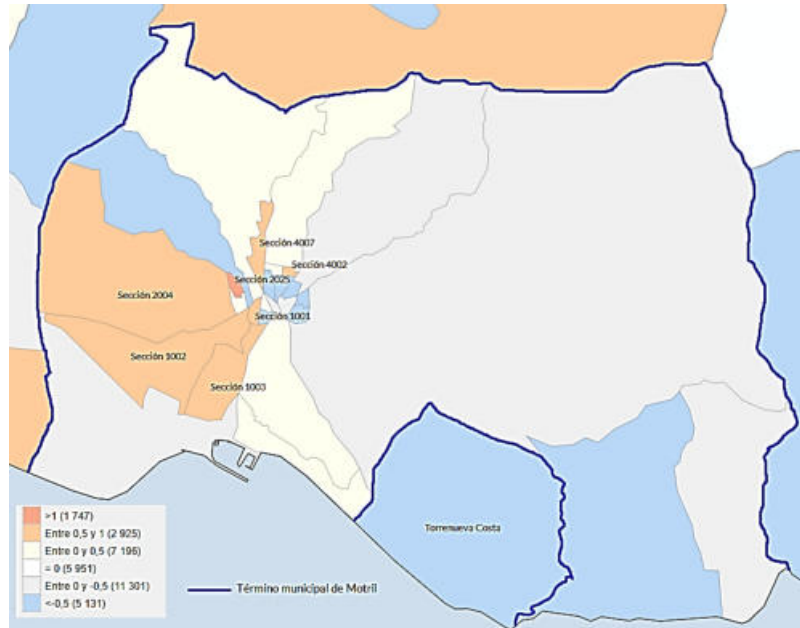 Sección 4007
Sección 4002
Sección 2025
Sección 2004
Sección 1001
Sección 1002
Sección 1003
Torrenueva Costa
>1 (1 747)
Entre 0,5 y 1 (2 925)
Entre 0 y 0,5 (7 196)
= 0 (5 951)
Entre 0 y -0,5 (11 301)
<-0,5 (5 131)
Término municipal de Motril